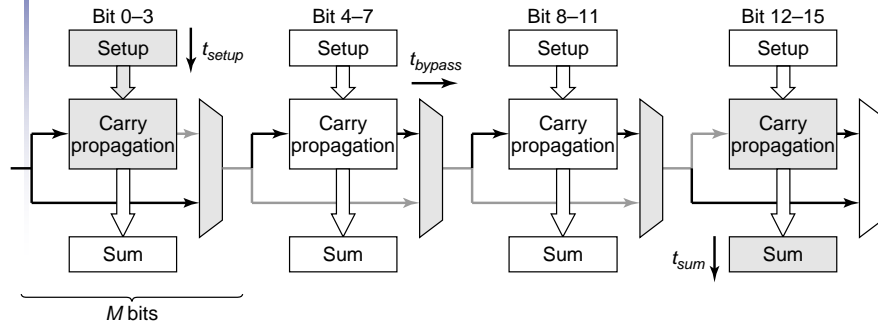 Bit 0–3
Bit 4–7
Bit 8–11
Bit 12–15
Setup
t_setup
Setup
t_bypass
Setup
Setup
Carry
propagation
Carry
propagation
Carry
propagation
Carry
propagation
Sum
Sum
Sum
t_sum
Sum
M bits